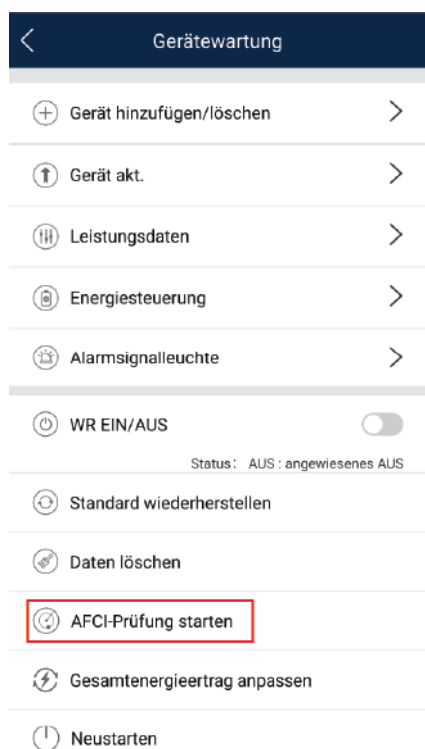 Gerätewartung
Gerät hinzufügen/löschen
Gerät akt.
Leistungsdaten
Energiesteuerung
Alarmsignalleuchte
WR EIN/AUS
Status: AUS : angewiesenes AUS
Standard wiederherstellen
Daten löschen
AFCI-Prüfung starten
Gesamtenergieertrag anpassen
Neustarten